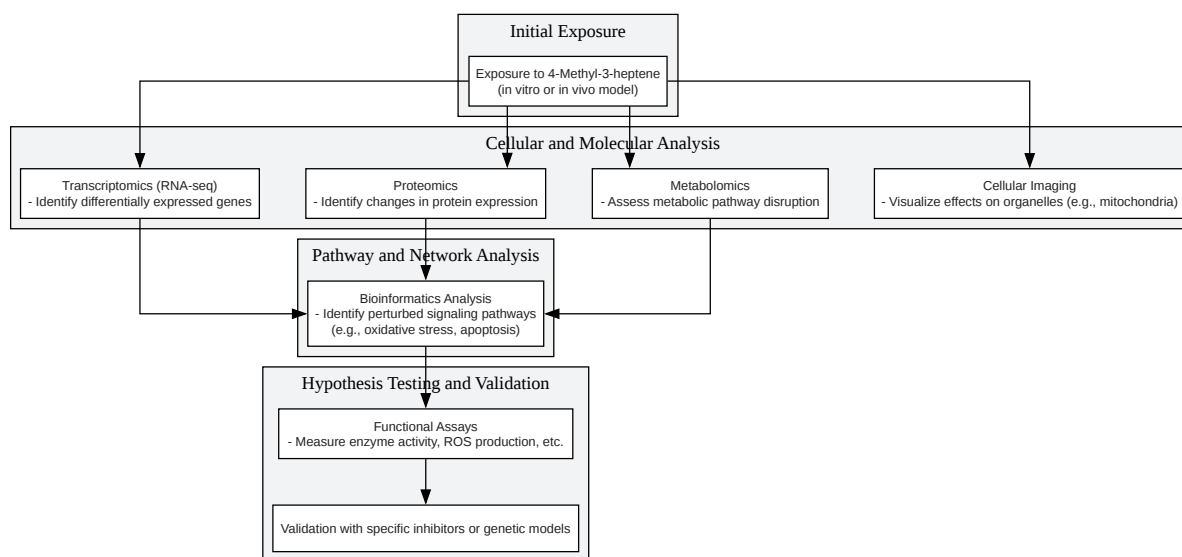 Initial Exposure
Exposure to 4-Methyl-3-heptene
(in vitro or in vivo model)
Cellular and Molecular Analysis
Transcriptomics (RNA-seq)
- Identify differentially expressed genes
Proteomics
- Identify changes in protein expression
Metabolomics
- Assess metabolic pathway disruption
Cellular Imaging
- Visualize effects on organelles (e.g., mitochondria)
Pathway and Network Analysis
Bioinformatics Analysis
- Identify perturbed signaling pathways
(e.g., oxidative stress, apoptosis)
Hypothesis Testing and Validation
Functional Assays
- Measure enzyme activity, ROS production, etc.
Validation with specific inhibitors or genetic models